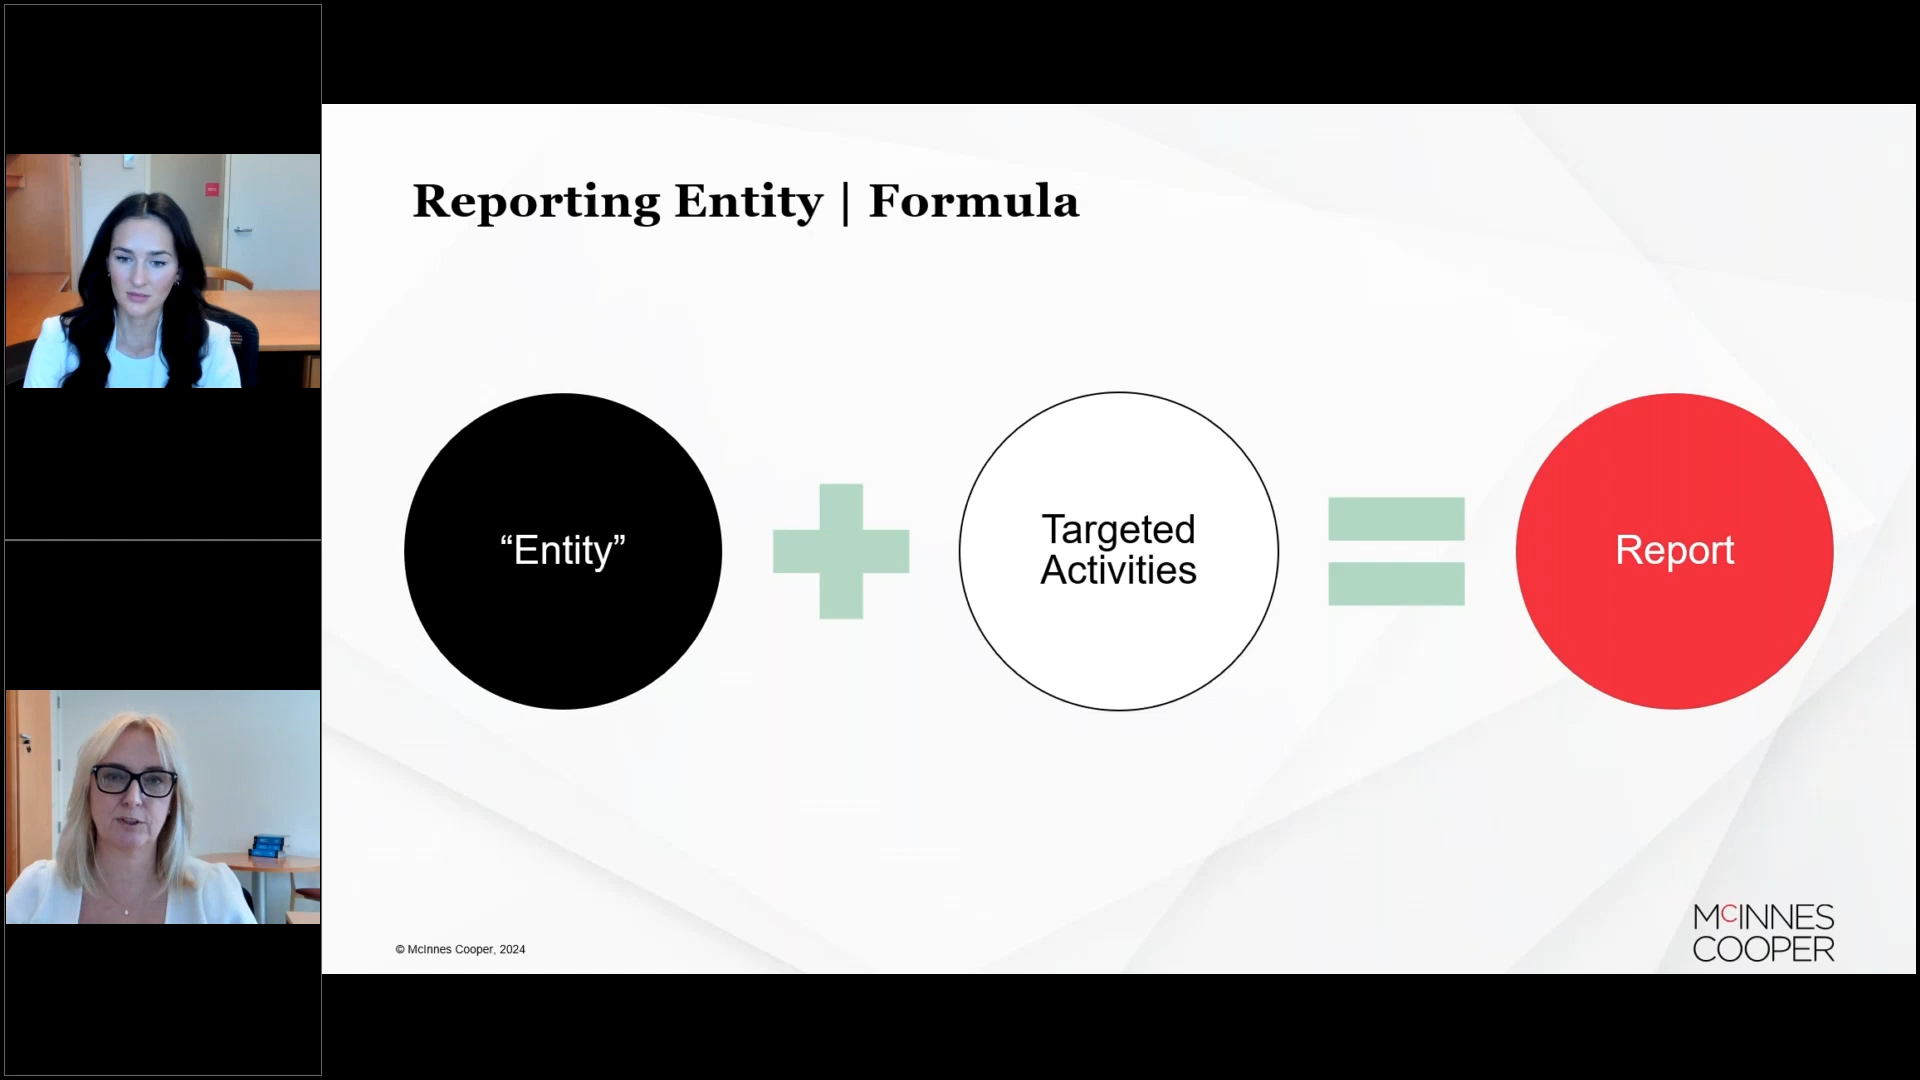 Reporting Entity | Formula
“Entity”
Targeted
Activities
Report
© McInnes Cooper, 2024
MCINNES
COOPER